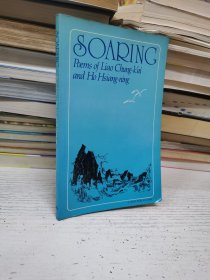 SOARING
Poems of Liao Chung-k'ai
and Ho Hsiang-ning